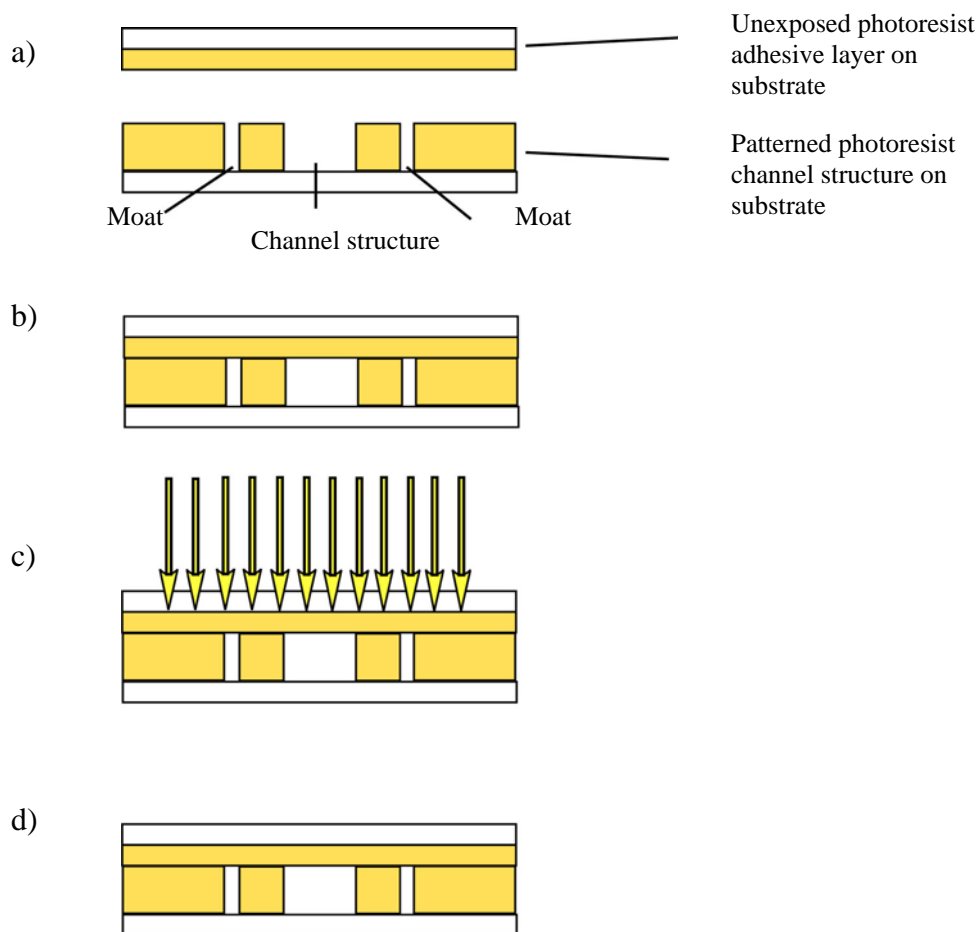 a)
Unexposed photoresist
adhesive layer on
substrate
Patterned photoresist
channel structure on
substrate
Moat
Moat
Channel structure
b)
c)
d)